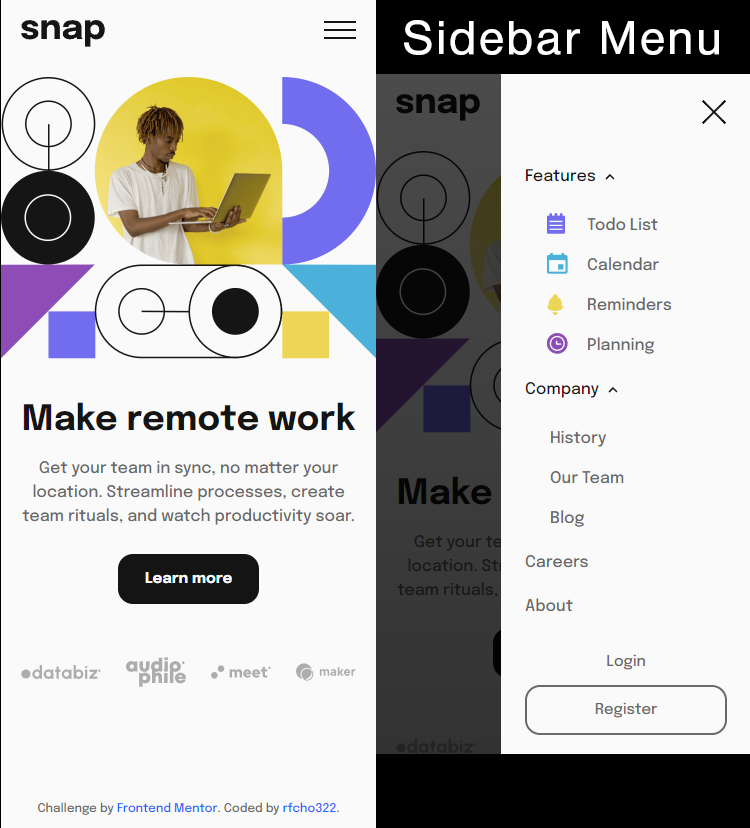 snap
Make remote work
Get your team in sync, no matter your
location. Streamline processes, create
team rituals, and watch productivity soar.
Learn more
databiz
audiophile
meet
maker
Challenge by Frontend Mentor. Coded by rfcho322.
Sidebar Menu
snap
Make
Get your te
location. St
team rituals,
databiz
Features
Todo List
Calendar
Reminders
Planning
Company
History
Our Team
Blog
Careers
About
Login
Register